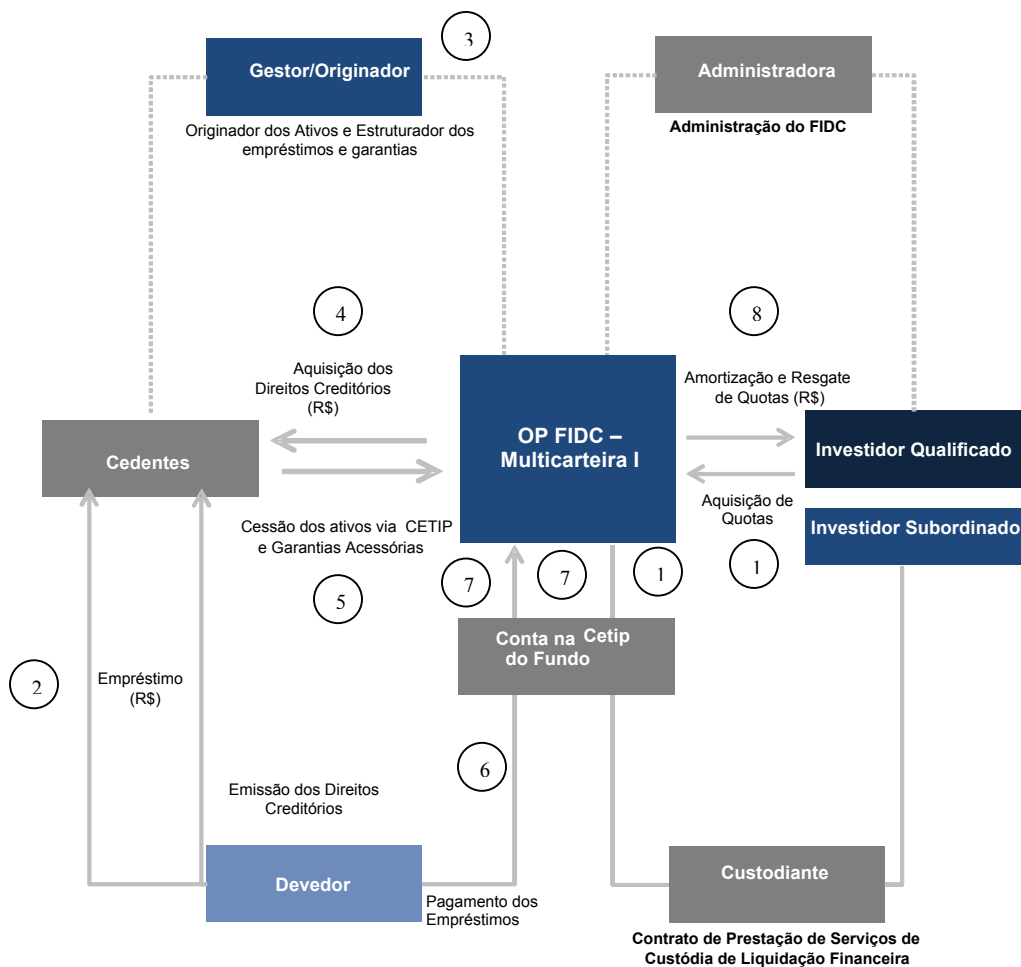 3
Gestor/Originador
Administradora
Originador dos Ativos e Estruturador dos
empréstimos e garantias
Administração do FIDC
4
8
Aquisição dos
Direitos Creditórios
(R$)
Amortização e Resgate
de Quotas (R$)
OP FIDC –
Multicarteira I
Cedentes
Investidor Qualificado
Aquisição de
Quotas
Investidor Subordinado
Cessão dos ativos via CETIP
e Garantias Acessórias
5
7
7
1
1
Conta na Cetip
do Fundo
2
Empréstimo
(R$)
6
Emissão dos Direitos
Creditórios
Devedor
Pagamento dos
Empréstimos
Custodiante
Contrato de Prestação de Serviços de
Custódia de Liquidação Financeira